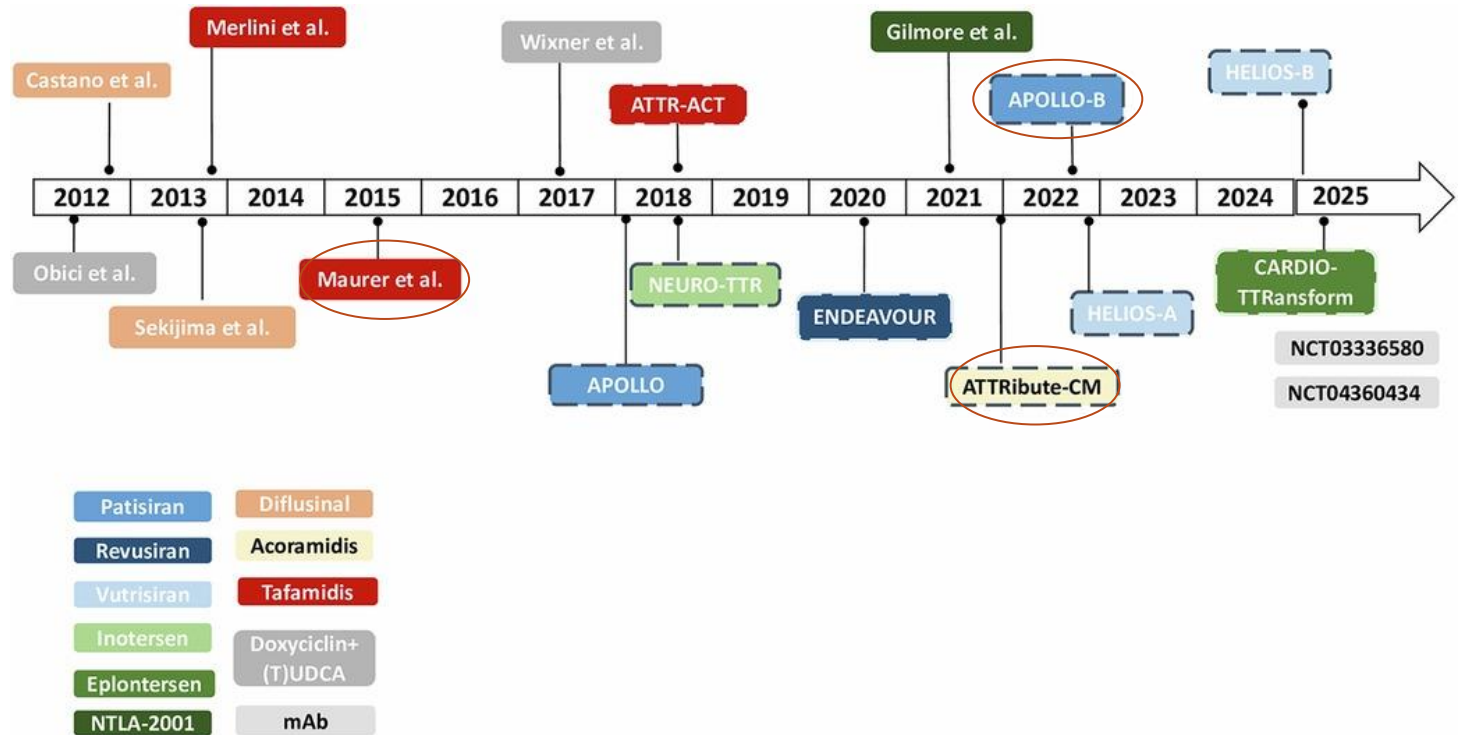 Merlini et al.
Wixner et al.
Gilmore et al.
Castano et al.
ATTR-ACT
APOLLO-B
HELIOS-B
2012 2013 2014 2015 2016 2017 2018 2019 2020 2021 2022 2023 2024 2025
Obici et al.
Maurer et al.
NEURO-TTR
CARDIO-
TTRansform
Sekijima et al.
ENDEAVOUR
HELIOS-A
NCT03336580
APOLLO
ATTRibute-CM
NCT04360434
Patisiran
Diflusinal
Revusiran
Acoramidis
Vutrisiran
Tafamidis
Inotersen
Doxyciclin+
(T)UDCA
Eplontersen
NTLA-2001
mAb